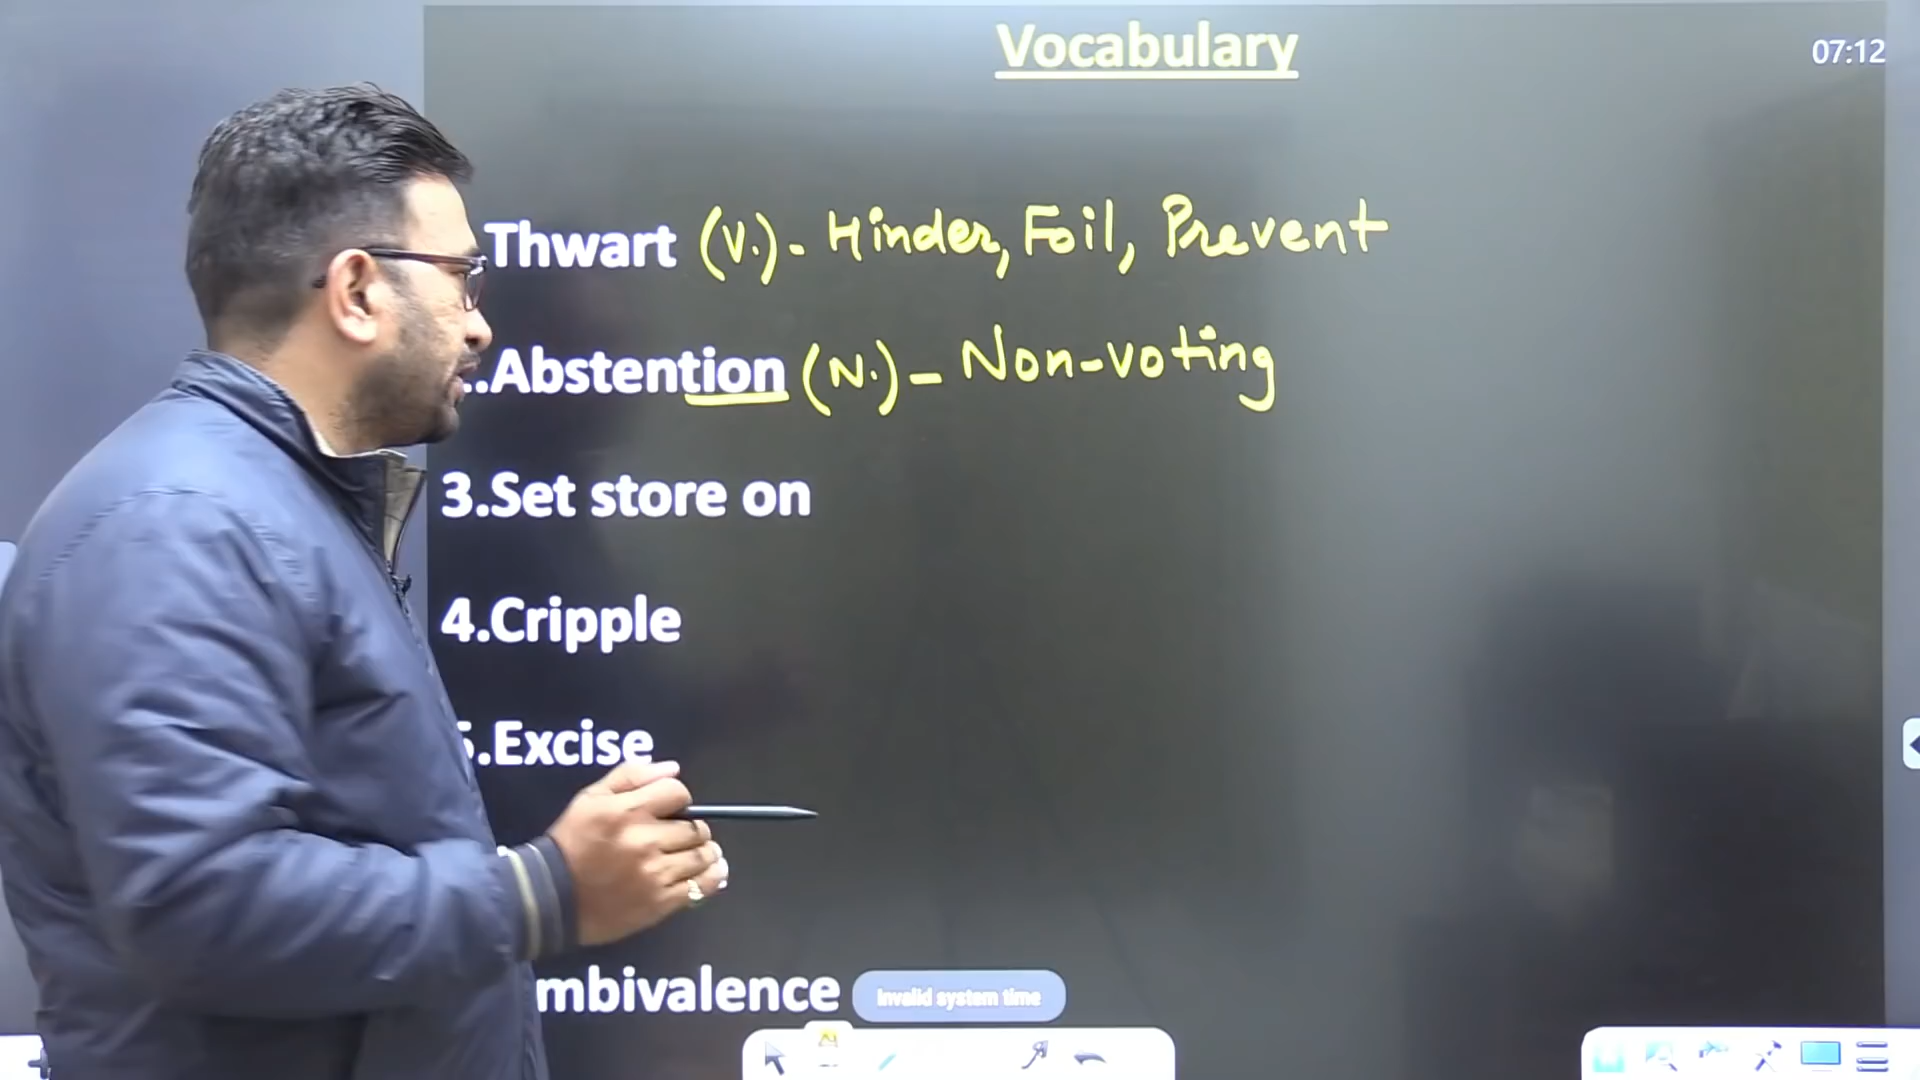 Vocabulary
07:12
.Thwart (V.) - Hinder, Foil, Prevent
.Abstention (N.) - Non-voting
3.Set store on
4.Cripple
5.Excise
mbivalence
Invalid system time